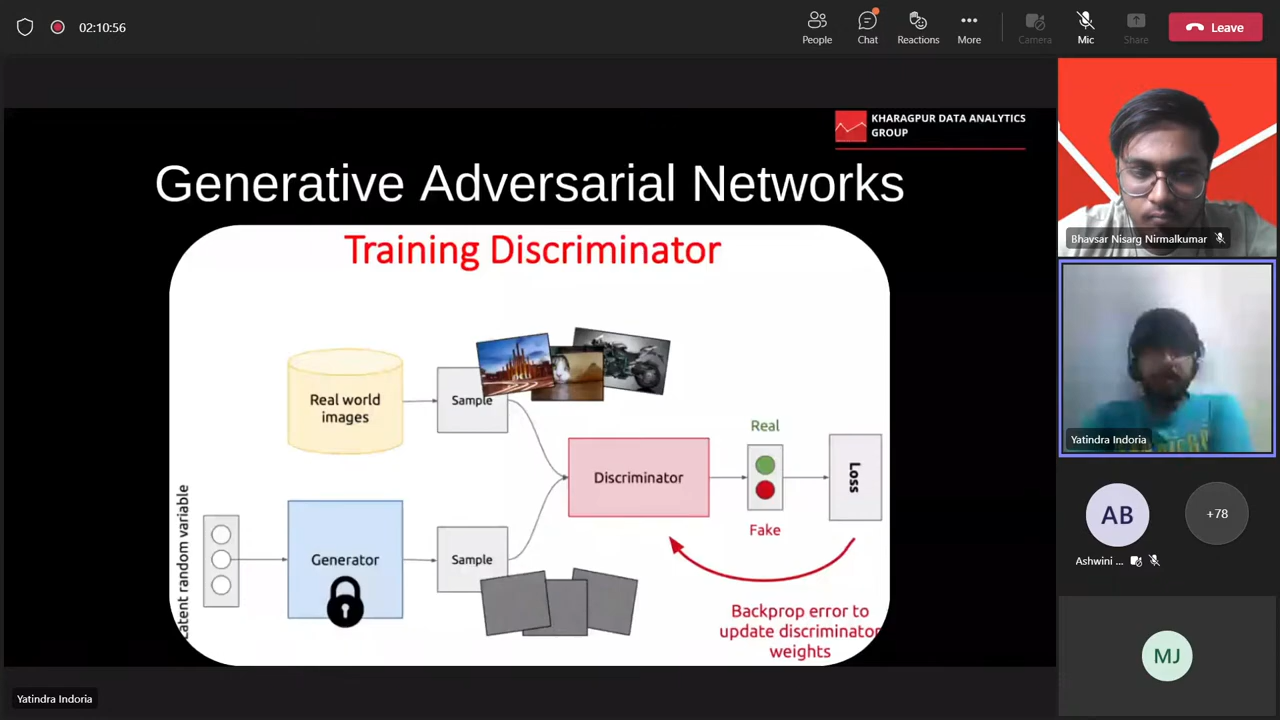 02:10:56
People
Chat
Reactions
More
Camera
Mic
Share
Leave
KHARAGPUR DATA ANALYTICS
GROUP
Generative Adversarial Networks
Training Discriminator
Real world
images
Sample
Discriminator
Real
Fake
Loss
Latent random variable
Generator
Sample
Backprop error to
update discriminator
weights
Yatindra Indoria
Bhavsar Nisarg Nirmalkumar
Yatindra Indoria
AB
+78
Ashwini ...
MJ